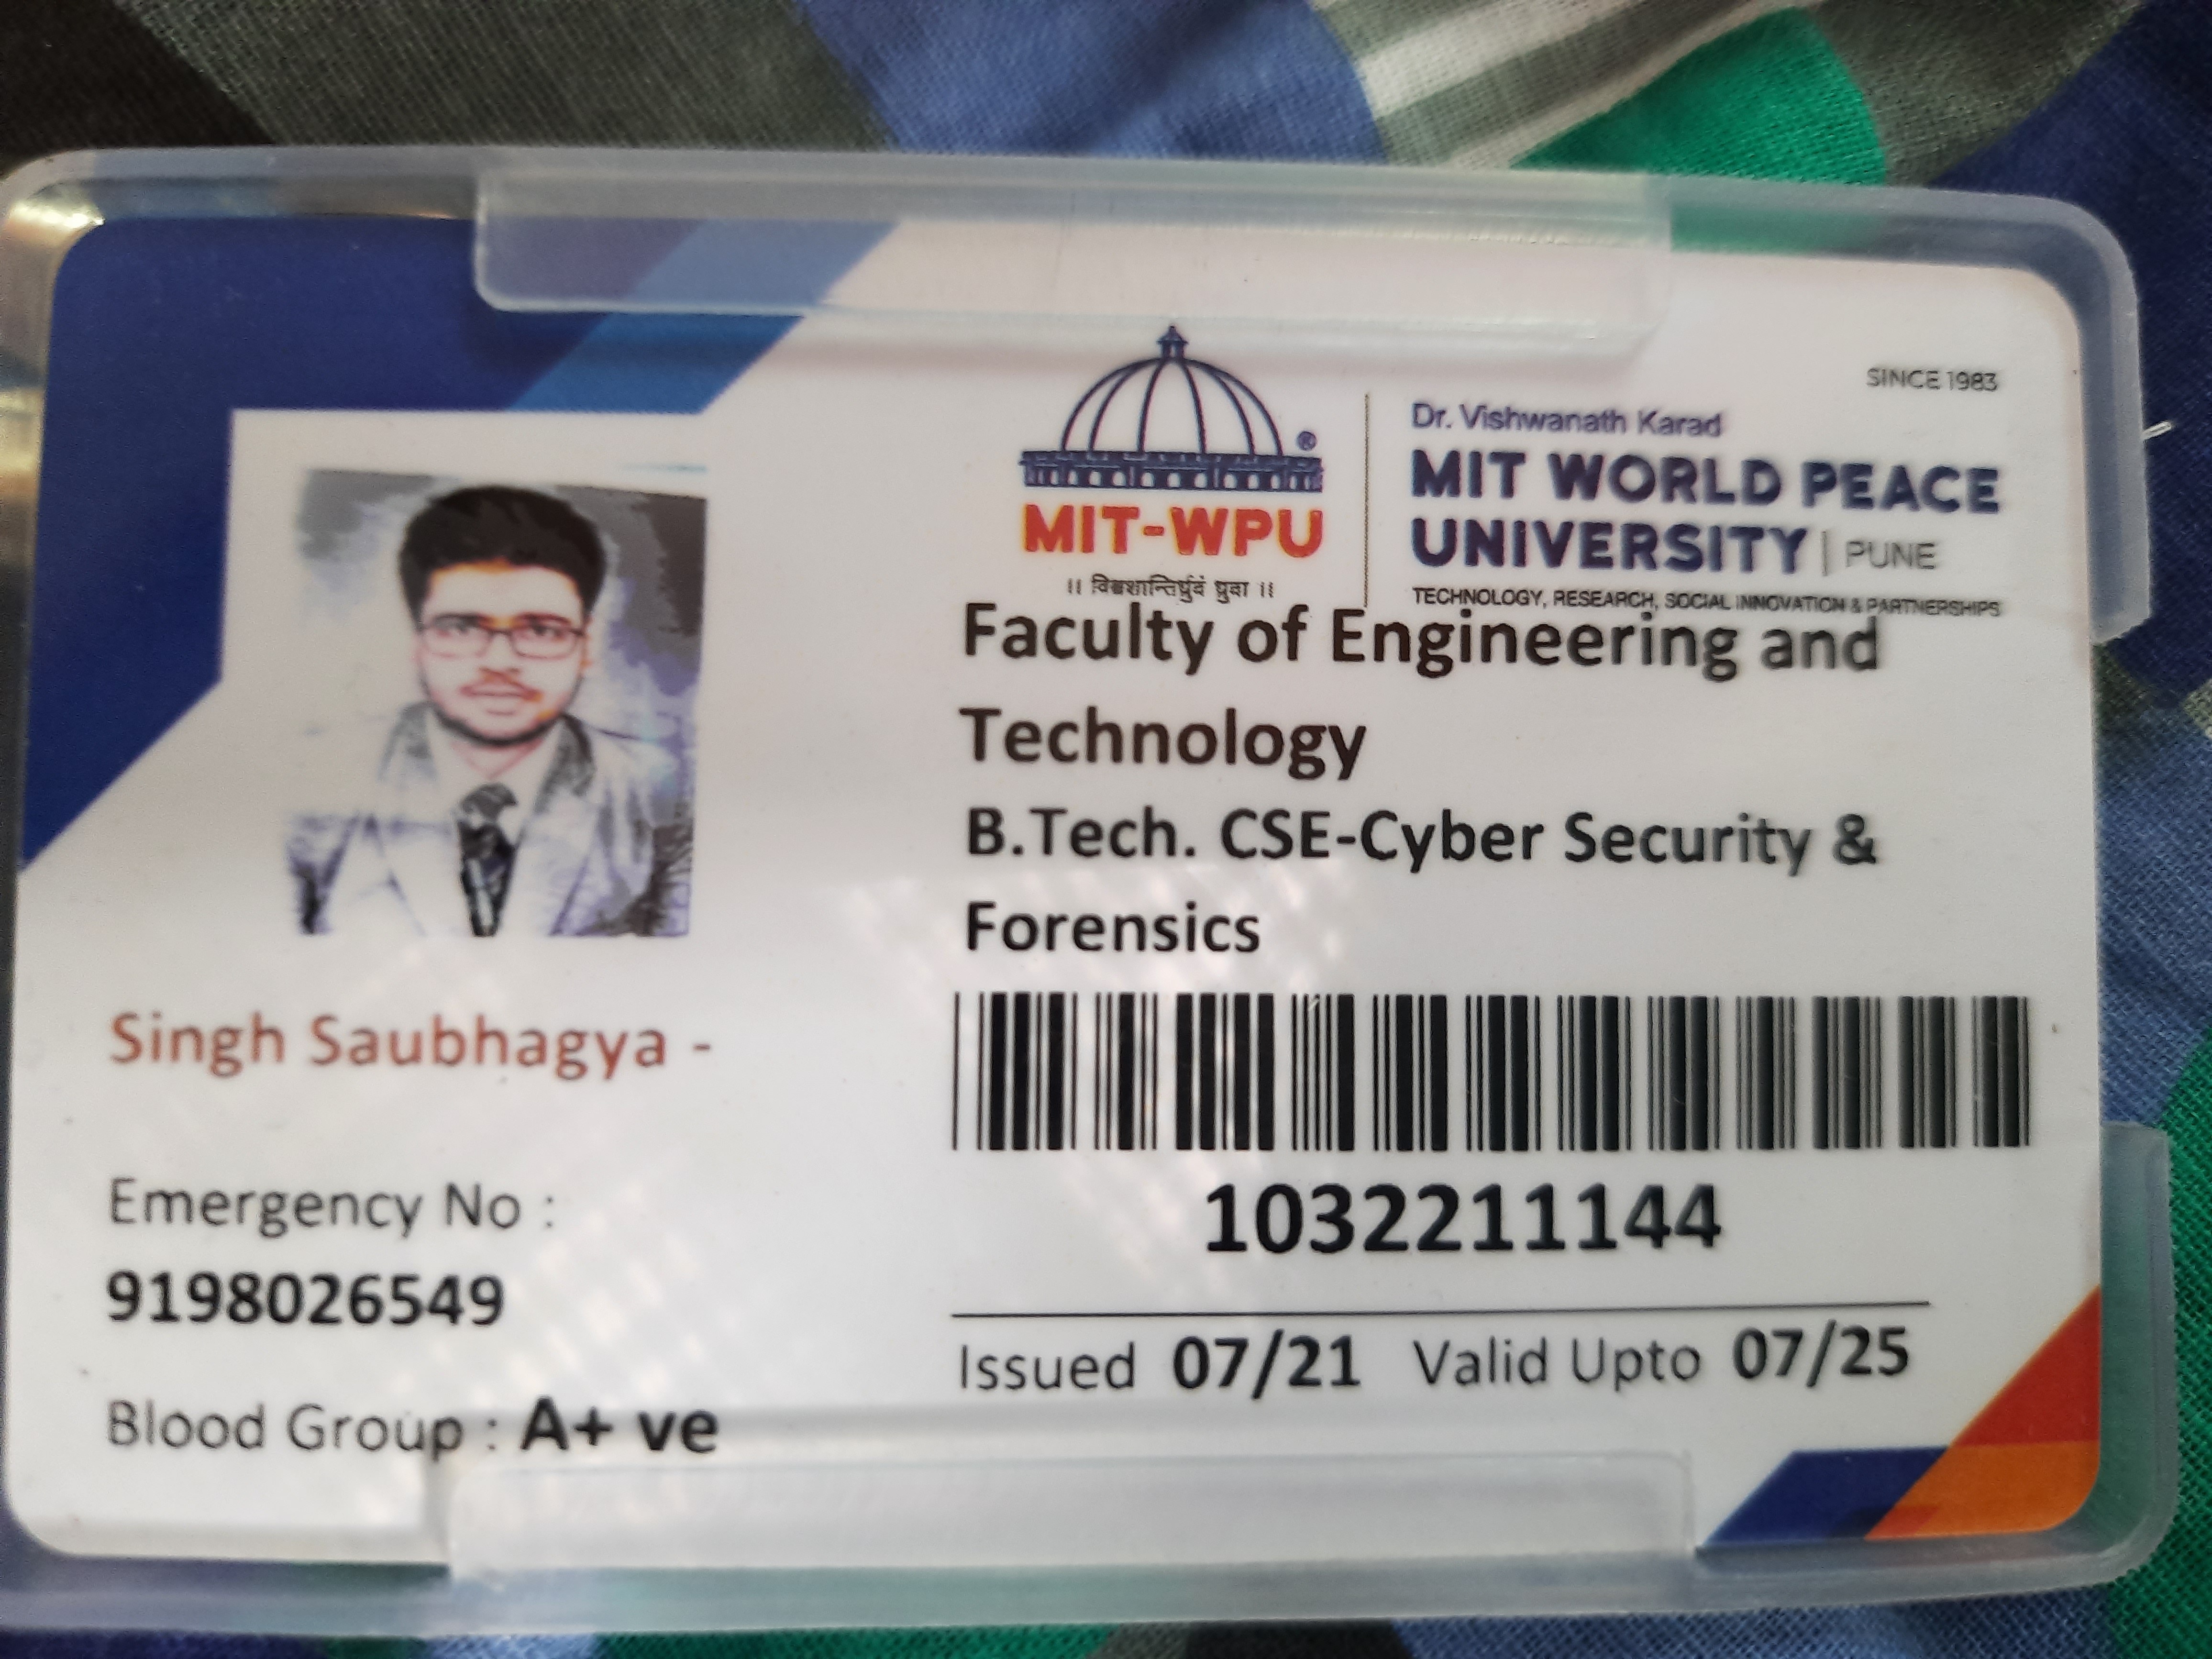 SINCE 1983
Dr. Vishwanath Karad
MIT WORLD PEACE
UNIVERSITY | PUNE
TECHNOLOGY, RESEARCH, SOCIAL INNOVATION & PARTNERSHIPS
®
MIT-WPU
॥ विश्वशान्तिर्ध्रुवं ध्रुवा ॥
Faculty of Engineering and
Technology
B.Tech. CSE-Cyber Security &
Forensics
1032211144
Issued 07/21 Valid Upto 07/25
Singh Saubhagya -
Emergency No :
9198026549
Blood Group : A+ ve